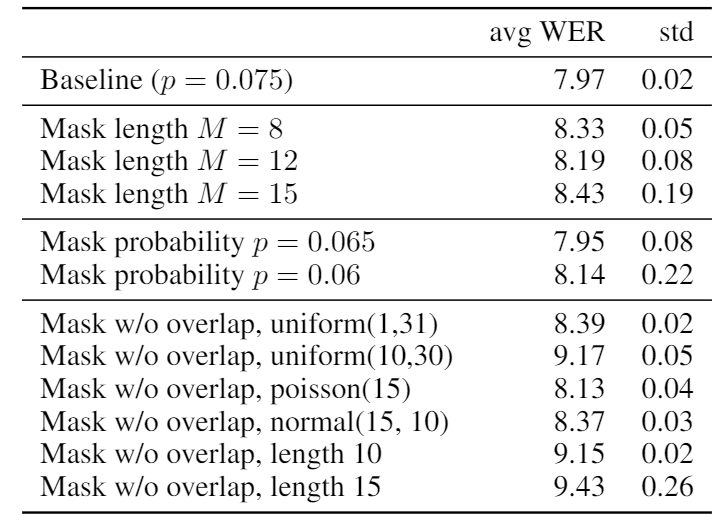 avg WER std
Baseline (p = 0.075) 7.97 0.02
Mask length M = 8 8.33 0.05
Mask length M = 12 8.19 0.08
Mask length M = 15 8.43 0.19
Mask probability p = 0.065 7.95 0.08
Mask probability p = 0.06 8.14 0.22
Mask w/o overlap, uniform(1,31) 8.39 0.02
Mask w/o overlap, uniform(10,30) 9.17 0.05
Mask w/o overlap, poisson(15) 8.13 0.04
Mask w/o overlap, normal(15, 10) 8.37 0.03
Mask w/o overlap, length 10 9.15 0.02
Mask w/o overlap, length 15 9.43 0.26